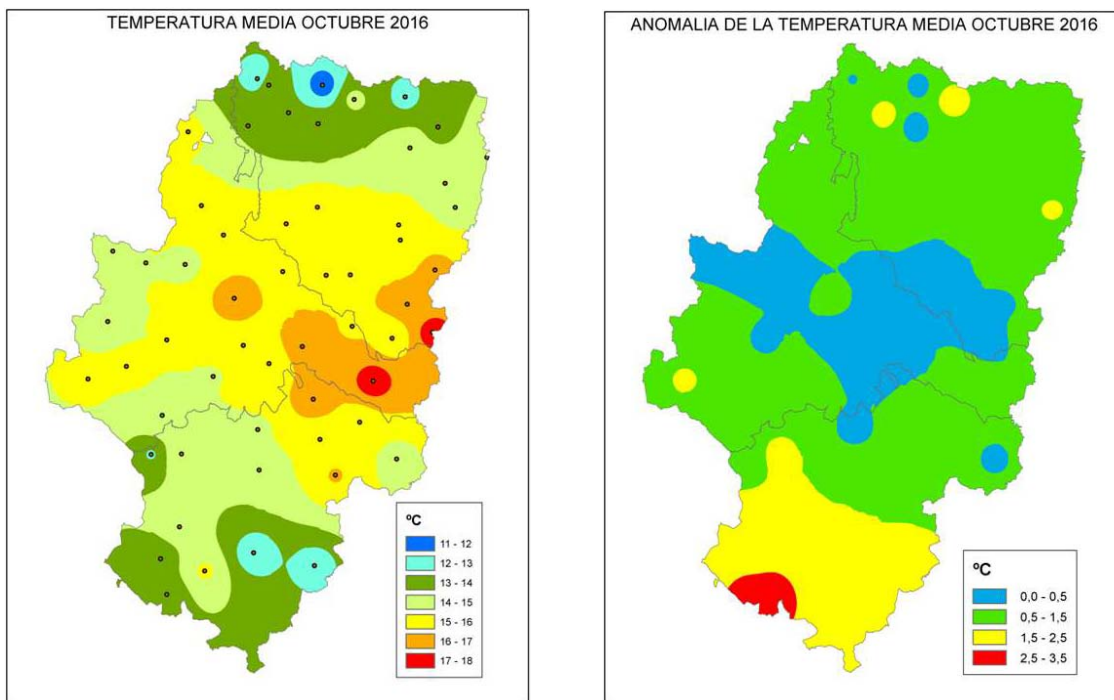 TEMPERATURA MEDIA OCTUBRE 2016
ºC
11 - 12
12 - 13
13 - 14
14 - 15
15 - 16
16 - 17
17 - 18
ANOMALIA DE LA TEMPERATURA MEDIA OCTUBRE 2016
ºC
0,0 - 0,5
0,5 - 1,5
1,5 - 2,5
2,5 - 3,5